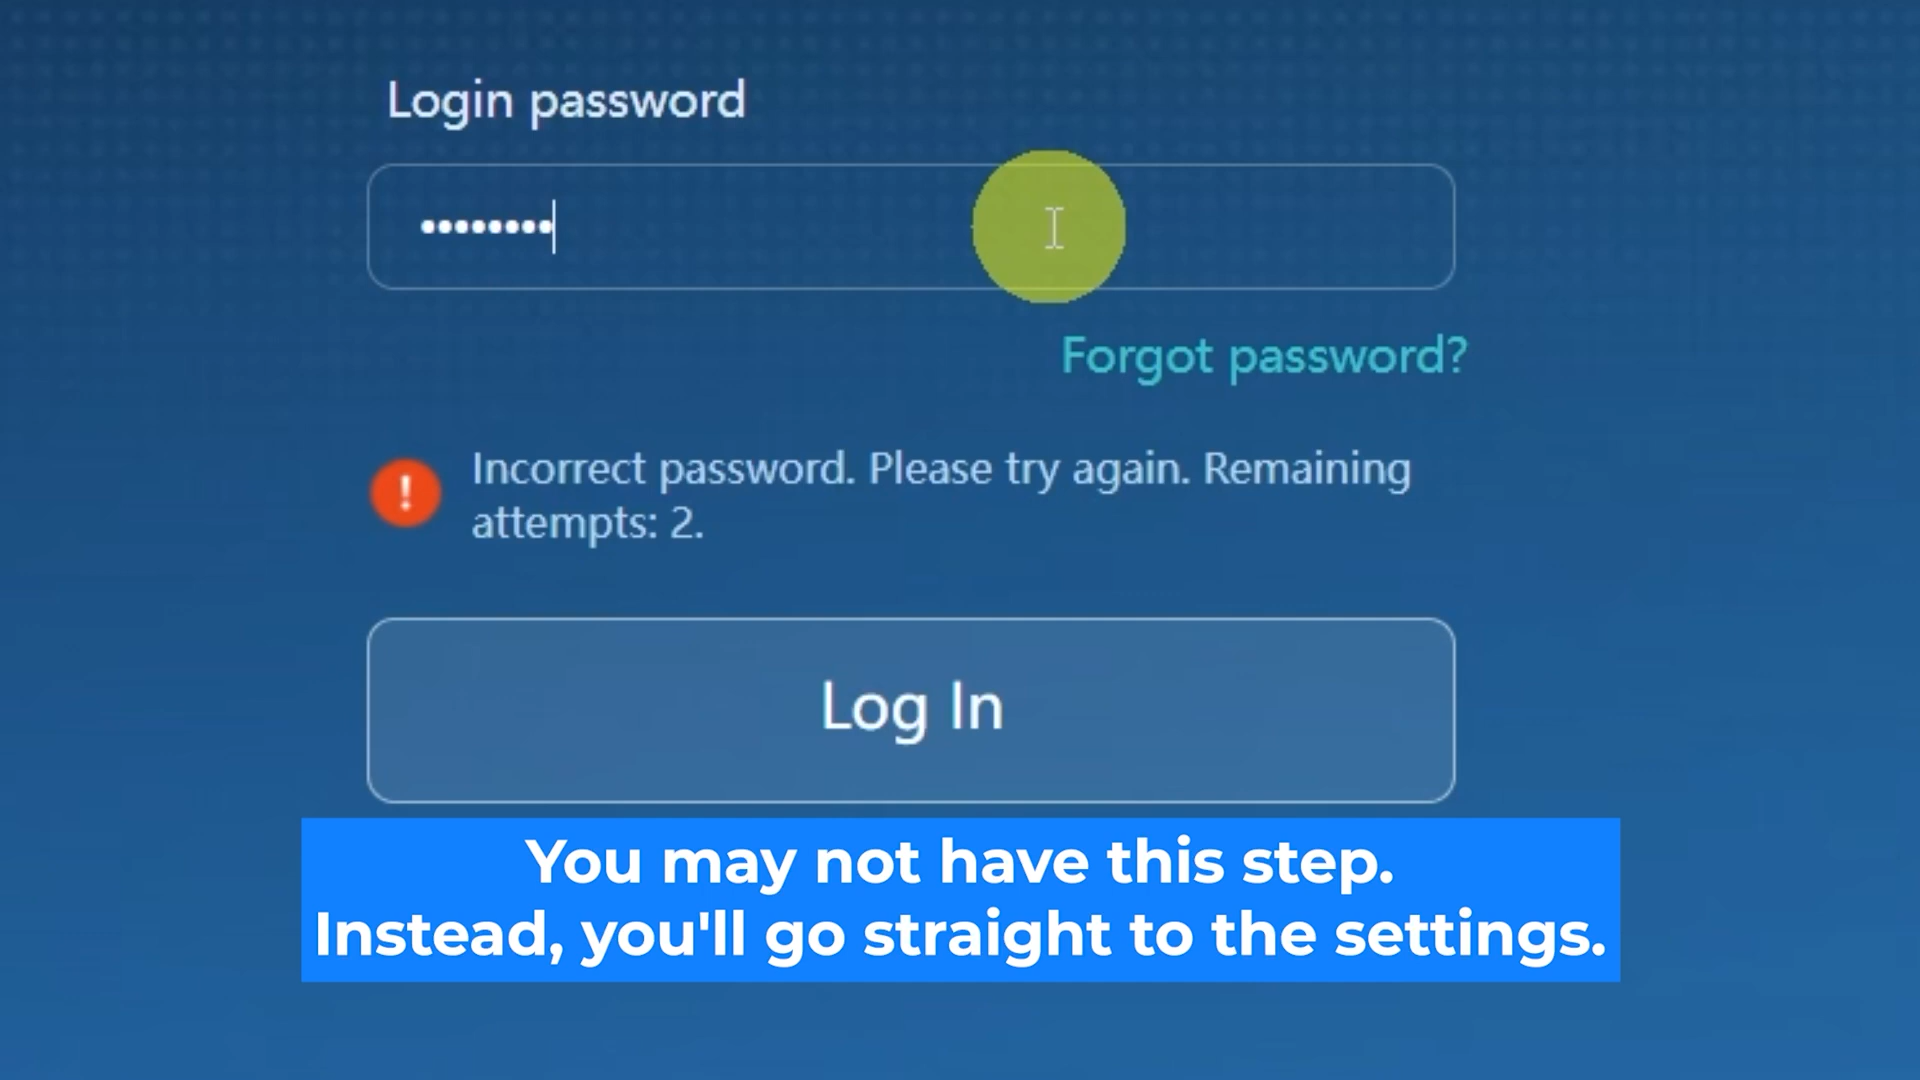 Login password
••••••••
Forgot password?
Incorrect password. Please try again. Remaining
attempts: 2.
Log In
You may not have this step.
Instead, you'll go straight to the settings.